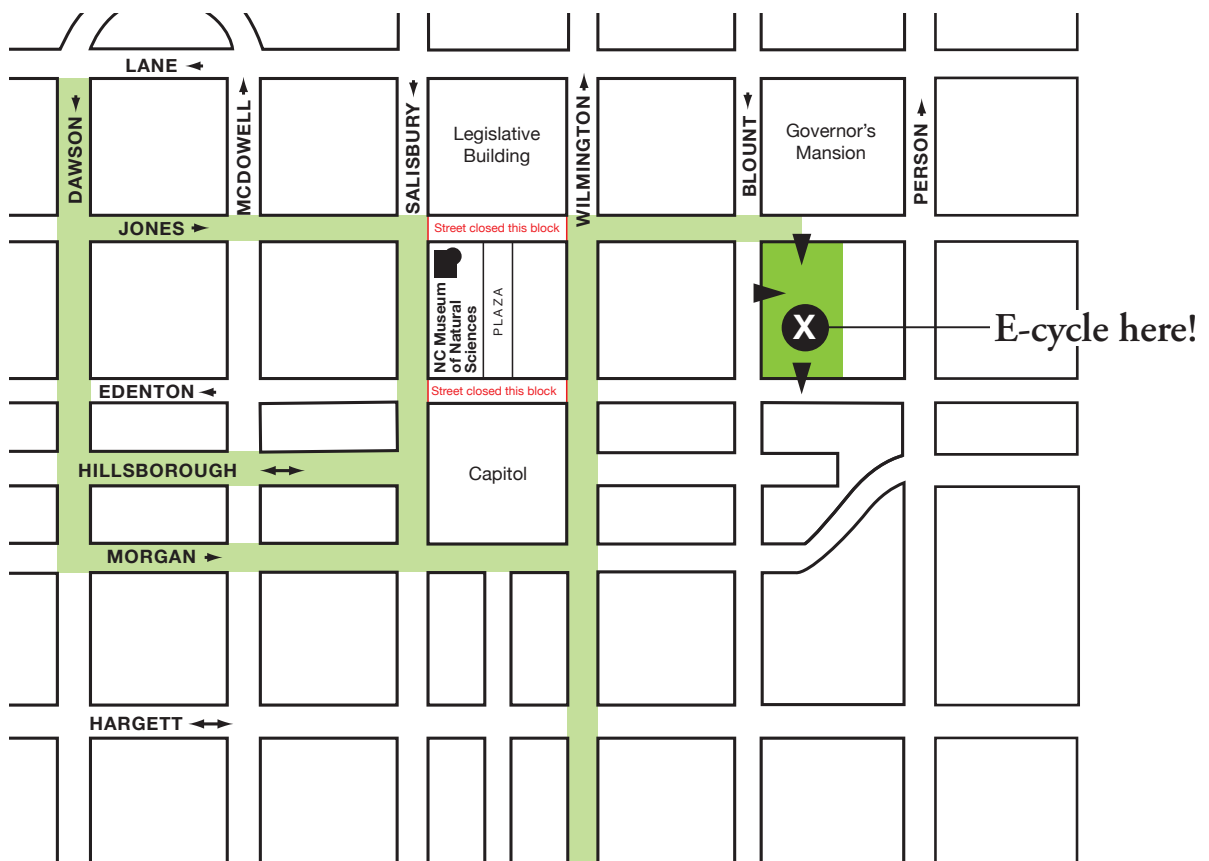 LANE
DAWSON
MCDOWELL
SALISBURY
Legislative
Building
WILMINGTON
BLOUNT
Governor's
Mansion
PERSON
JONES
Street closed this block
NC Museum
of Natural
Sciences
PLAZA
X
E-cycle here!
EDENTON
Street closed this block
HILLSBOROUGH
Capitol
MORGAN
HARGETT